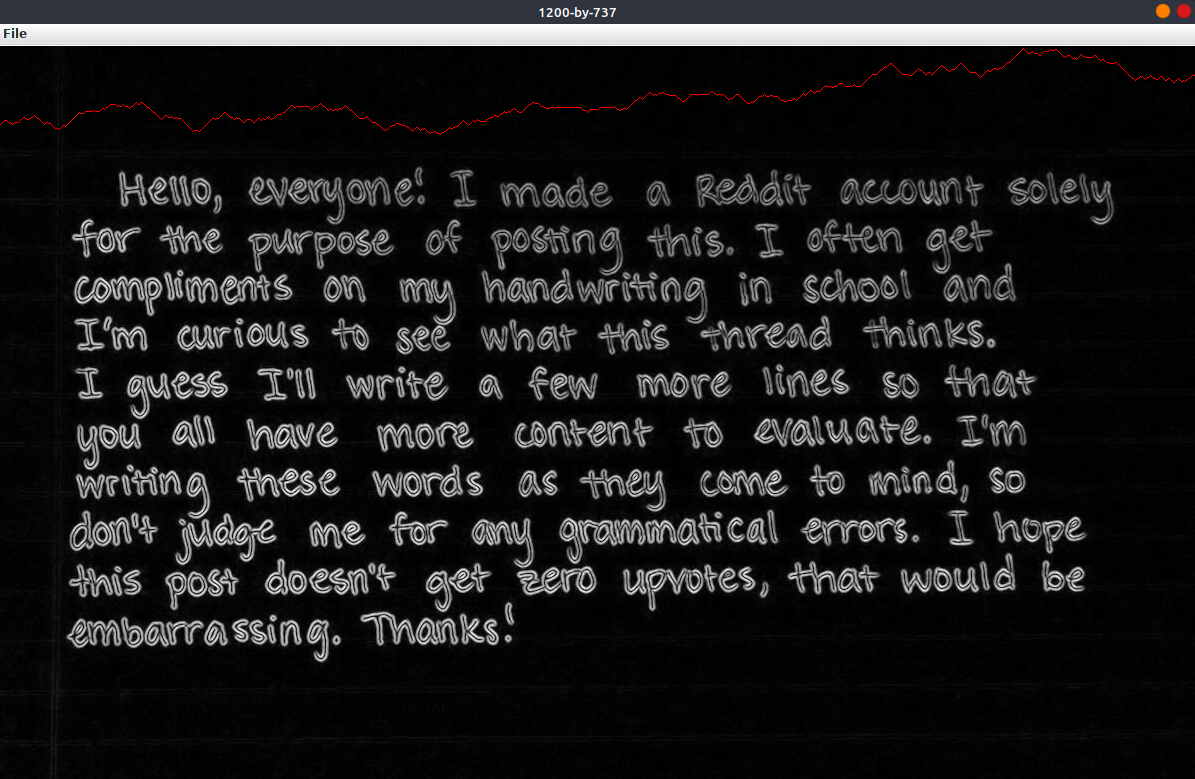 1200-by-737
File
Hello, everyone! I made a Reddit account solely
for the purpose of posting this. I often get
compliments on my handwriting in school and
I'm curious to see what this thread thinks.
I guess I'll write a few more lines so that
you all have more content to evaluate. I'm
writing these words as they come to mind, so
don't judge me for any grammatical errors. I hope
this post doesn't get zero upvotes, that would be
embarrassing. Thanks!